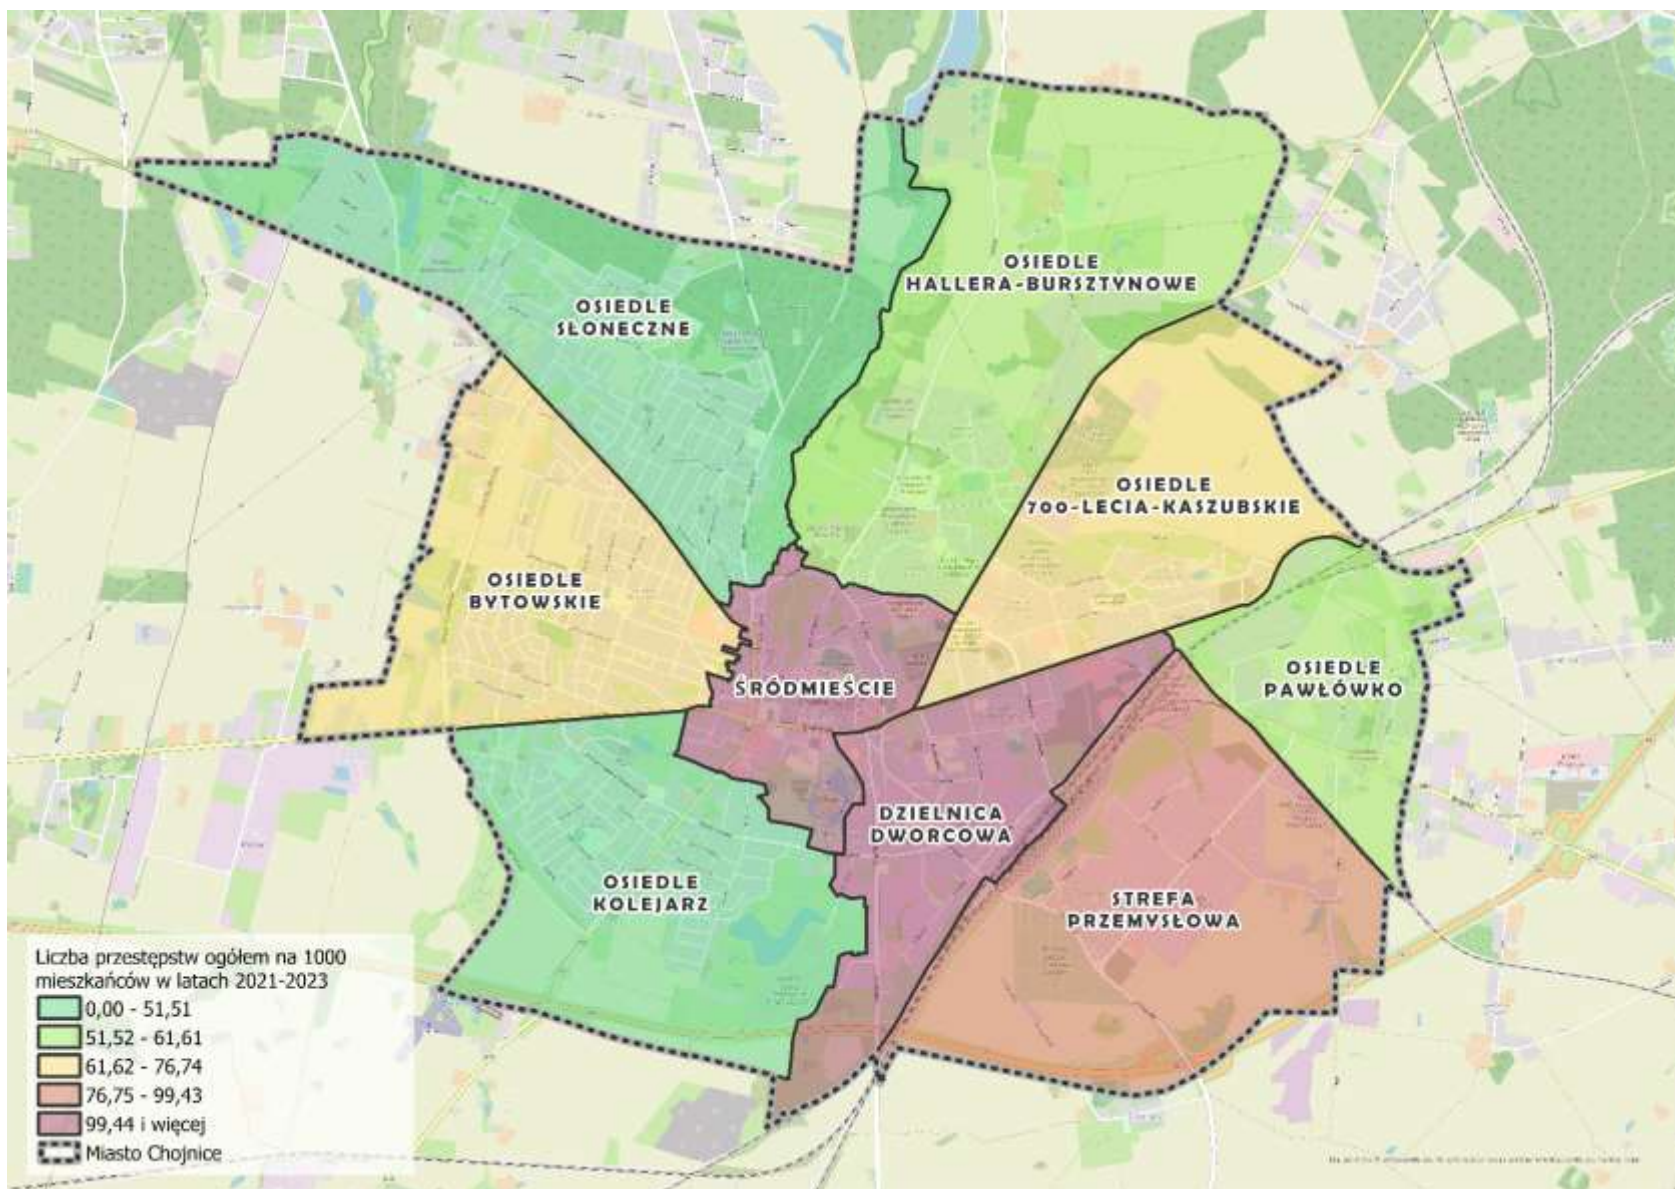 OSIEDLE
HALLERA-BURSZTYNOWE
OSIEDLE
SŁONECZNE
OSIEDLE
700-LECIA-KASZUBSKIE
OSIEDLE
BYTOWSKIE
OSIEDLE
PAWŁÓWKO
ŚRÓDMIEŚCIE
DZIELNICA
DWORCOWA
OSIEDLE
KOLEJARZ
STREFA
PRZEMYSŁOWA
Liczba przestępstw ogółem na 1000
mieszkańców w latach 2021-2023
0,00 - 51,51
51,52 - 61,61
61,62 - 76,74
76,75 - 99,43
99,44 i więcej
Miasto Chojnice